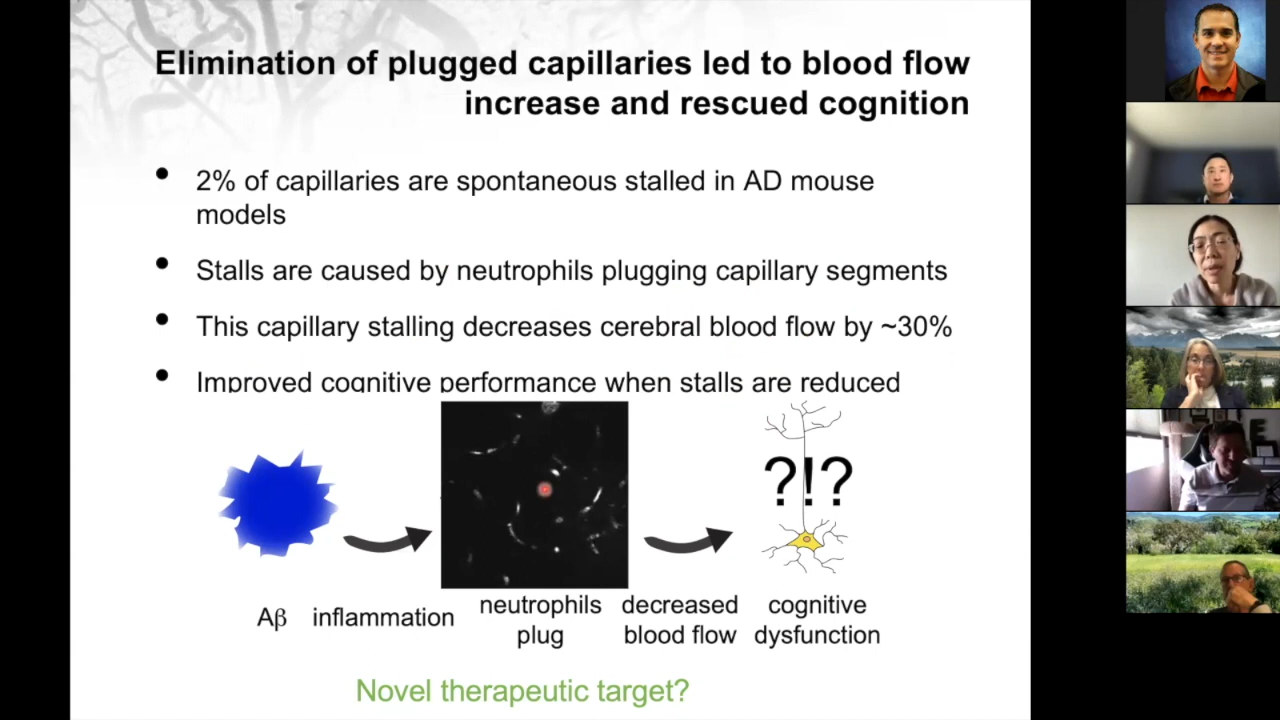 Elimination of plugged capillaries led to blood flow
increase and rescued cognition
• 2% of capillaries are spontaneous stalled in AD mouse
models
• Stalls are caused by neutrophils plugging capillary segments
• This capillary stalling decreases cerebral blood flow by ~30%
• Improved cognitive performance when stalls are reduced
?!?
Aβ inflammation
neutrophils
plug
decreased
blood flow
cognitive
dysfunction
Novel therapeutic target?